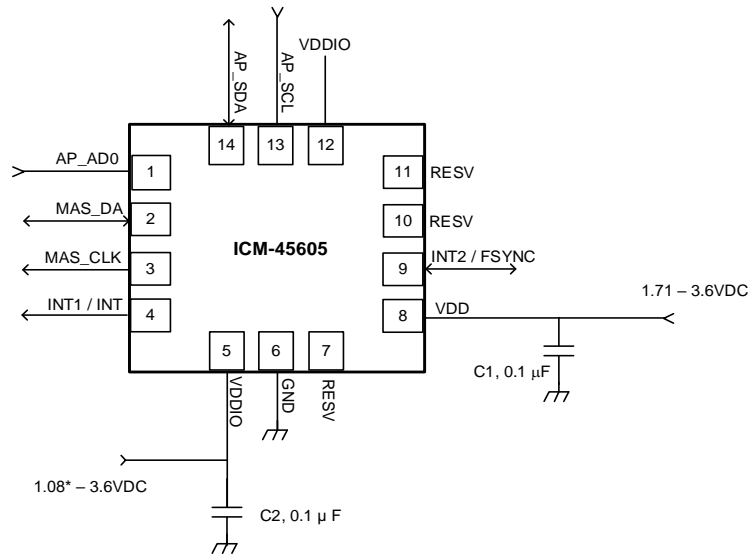 AP_SDA
AP_SCL
VDDIO
14
13
12
AP_AD0
1
11
RESV
MAS_DA
2
10
RESV
ICM-45605
MAS_CLK
3
9
INT2 / FSYNC
INT1 / INT
4
8
VDD
1.71 – 3.6VDC
5
6
7
C1, 0.1 μF
VDDIO
GND
RESV
1.08* – 3.6VDC
C2, 0.1 μ F